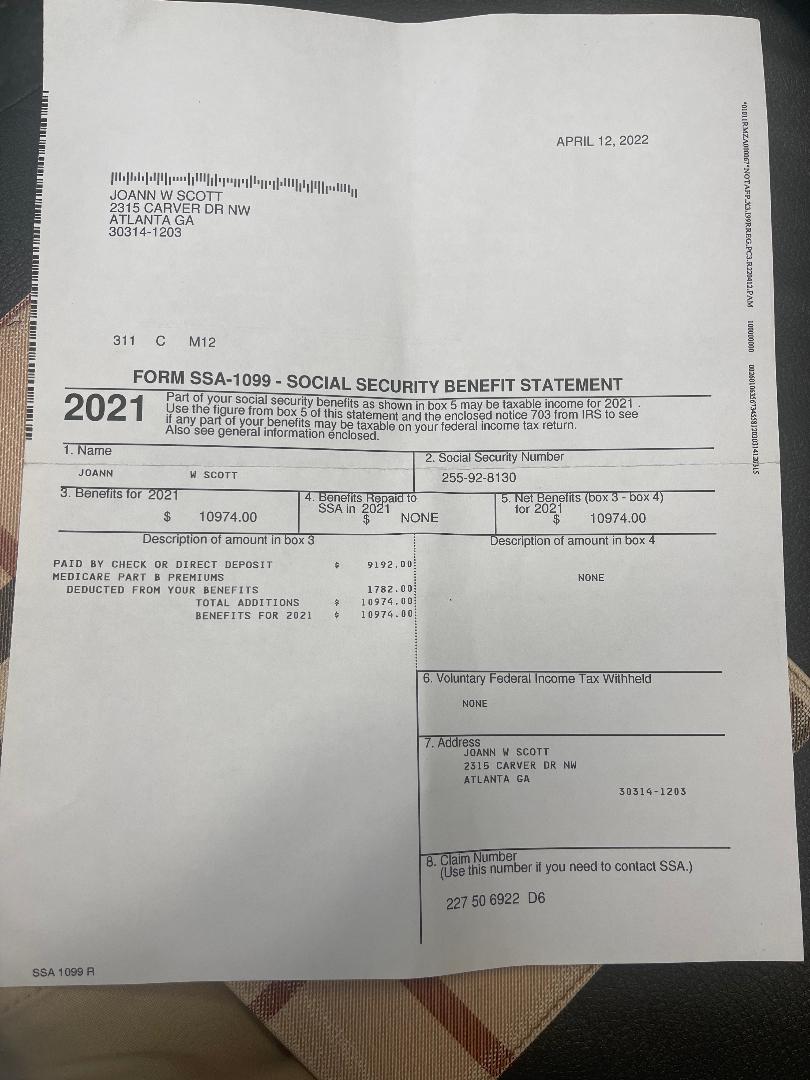 APRIL 12, 2022
JOANN W SCOTT
2315 CARVER DR NW
ATLANTA GA
30314-1203
311 C M12
FORM SSA-1099 - SOCIAL SECURITY BENEFIT STATEMENT
2021
Part of your social security benefits as shown in box 5 may be taxable income for 2021 .
Use the figure from box 5 of this statement and the enclosed notice 703 from IRS to see
if any part of your benefits may be taxable on your federal income tax return.
Also see general information enclosed.
1. Name
JOANN W SCOTT
2. Social Security Number
255-92-8130
3. Benefits for 2021
$ 10974.00
4. Benefits Repaid to
SSA in 2021
$ NONE
5. Net Benefits (box 3 - box 4)
for 2021
$ 10974.00
Description of amount in box 3
PAID BY CHECK OR DIRECT DEPOSIT $ 9192.00
MEDICARE PART B PREMIUMS
DEDUCTED FROM YOUR BENEFITS 1782.00
TOTAL ADDITIONS $ 10974.00
BENEFITS FOR 2021 $ 10974.00
Description of amount in box 4
NONE
6. Voluntary Federal Income Tax Withheld
NONE
7. Address
JOANN W SCOTT
2315 CARVER DR NW
ATLANTA GA
30314-1203
8. Claim Number
(Use this number if you need to contact SSA.)
227 50 6922 D6
SSA 1099 R